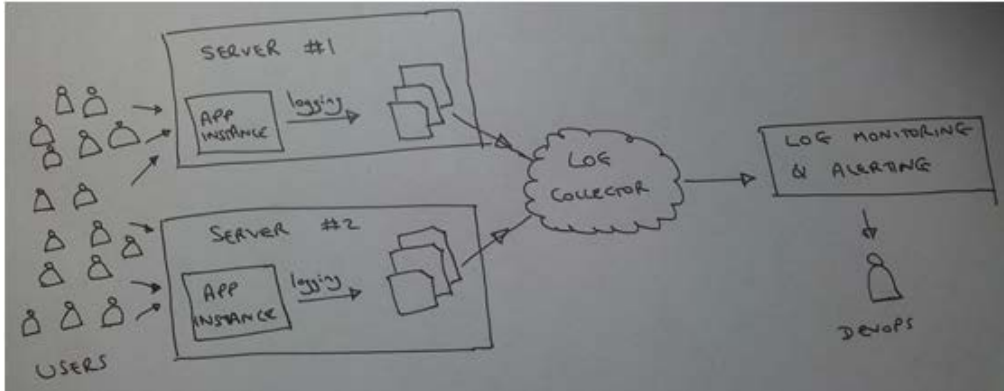 SERVER #1
APP
INSTANCE
logging
LOG
COLLECTOR
LOG MONITORING
& ALERTING
SERVER #2
APP
INSTANCE
logging
DEVOPS
USERS